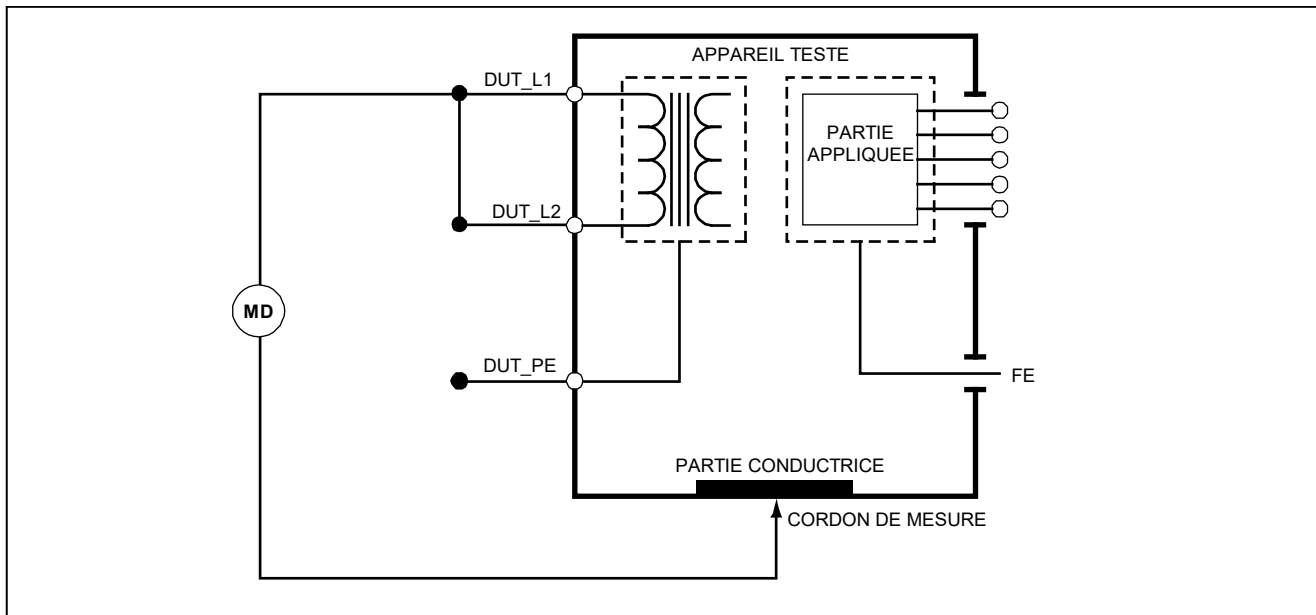 APPAREIL TESTE
DUT_L1
PARTIE
APPLIQUEE
DUT_L2
MD
DUT_PE
FE
PARTIE CONDUCTRICE
CORDON DE MESURE